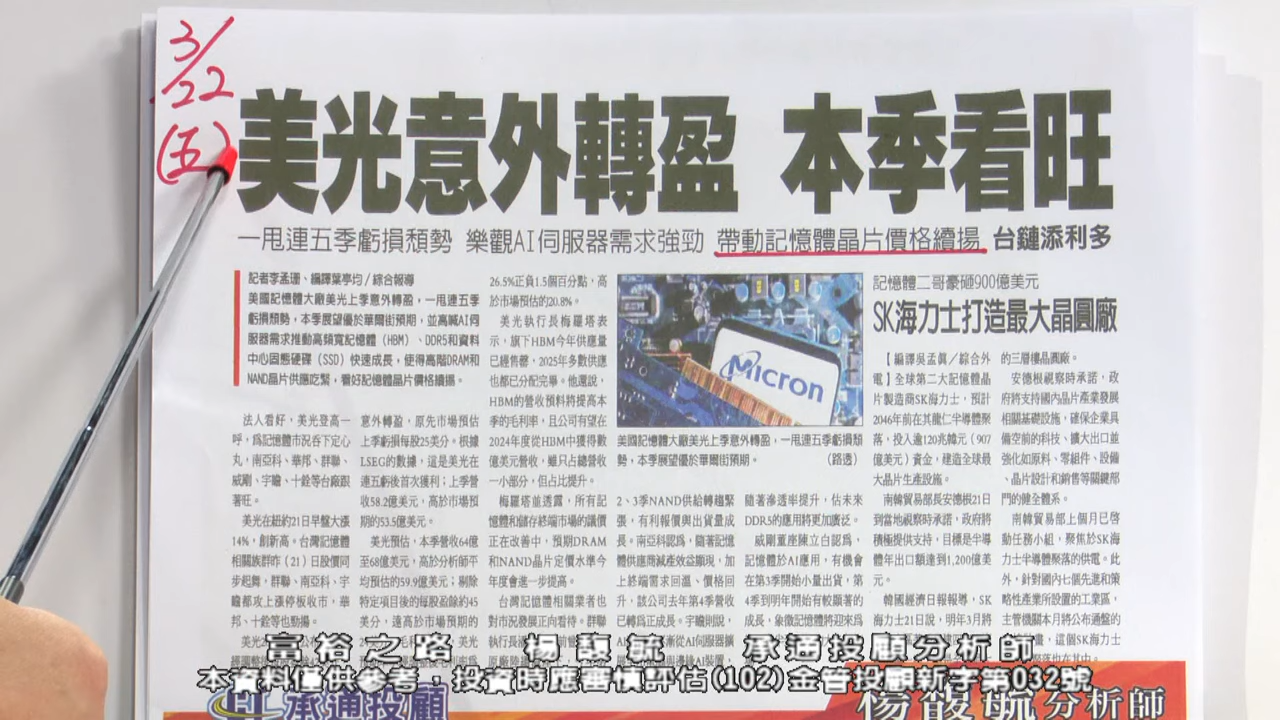 3/22
(五)
美光意外轉盈 本季看旺
一甩連五季虧損頹勢 樂觀AI伺服器需求強勁 帶動記憶體晶片價格續揚 台鏈添利多
記者李孟珊、編譯葉亭均/綜合報導
美國記憶體大廠美光上季意外轉盈,一甩連五季
虧損頹勢,本季展望優於華爾街預期,並高喊AI伺
服器需求推動高頻寬記憶體(HBM)、DDR5和資料
中心固態硬碟(SSD)快速成長,使得高階DRAM和
NAND晶片供應吃緊,看好記憶體晶片價格續揚。
法人看好,美光登高一
呼,為記憶體市況吞下定心
丸,南亞科、華邦、群聯、
威剛、宇瞻、十銓等台廠跟
著旺。
美光在紐約21日早盤大漲
14%,創新高。台灣記憶體
相關族群昨(21)日股價同
步起舞,群聯、南亞科、宇
瞻都攻上漲停板收市,華
邦、十銓等也勁揚。
意外轉盈,原先市場預估
上季虧損每股25美分。根據
LSEG的數據,這是美光在
連五虧後首次獲利;上季營
收58.2億美元,高於市場預
期的53.5億美元。
美光預估,本季營收64億
至68億美元,高於分析師平
均預估的59.9億美元;剔除
特定項目後的每股盈餘約45
美分,遠高於市場預期的
26.5%正負1.5個百分點,高
於市場預估的20.8%。
美光執行長梅羅塔表
示,旗下HBM今年供應量
已經售罄,2025年多數供應
也都已分配完畢。他還說,
HBM的營收預料將提高本
季的毛利率,且公司有望在
2024年度從HBM中獲得數
億美元營收,雖只占總營收
一小部分,但占比提升。
梅羅塔並透露,所有記
憶體和儲存終端市場的議價
正在改善中,預期DRAM
和NAND晶片定價水準今
年度會進一步提高。
台灣記憶體相關業者也
對市況發展正向看待。群聯
Micron
美國記憶體大廠美光上季意外轉盈,一甩連五季虧損頹
勢,本季展望優於華爾街預期。 (路透)
2、3季NAND供給轉趨緊
張,有利報價與出貨量成
長。南亞科認為,隨著記憶
體供應商減產效益顯現,加
上終端需求回溫、價格回
升,該公司去年第4季營收
已轉為正成長。宇瞻則說,
隨著滲透率提升,估未來
DDR5的應用將更加廣泛。
威剛董座陳立白認為,
記憶體於AI應用,有機會
在第3季開始小量出貨,第
4季到明年開始有較顯著的
成長,象徵記憶體將迎來爲
記憶體二哥豪砸900億美元
SK海力士打造最大晶圓廠
【編譯吳孟真/綜合外
電】全球第二大記憶體晶
片製造商SK海力士,預計
2046年前在其龍仁半導體聚
落,投入逾120兆韓元(907
億美元)資金,建造全球最
大晶片生產設施。
南韓貿易部長安德根21日
到當地視察時承諾,政府將
積極提供支持,目標是半導
體年出口額達到1,200億美
元。
韓國經濟日報報導,SK
海力士21日說,明年3月將
的三層樓晶圓廠。
安德根視察時承諾,政
府將支持國內晶片產業發展
相關基礎設施,確保企業具
備空前的科技、擴大出口並
強化如原料、零組件、設備
、晶片設計和銷售等關鍵部
門的健全體系。
南韓貿易部上個月已啓
動任務小組,聚焦於SK海
力士半導體聚落的供電。此
外,針對國內七個先進和策
略性產業所設置的工業區,
主管機關本月將公布通盤的
富裕之路 楊馥毓 承通投顧分析師
本資料僅供參考,投資時應審慎評估(102)金管投顧新字第032號
承通投顧
楊馥毓分析師